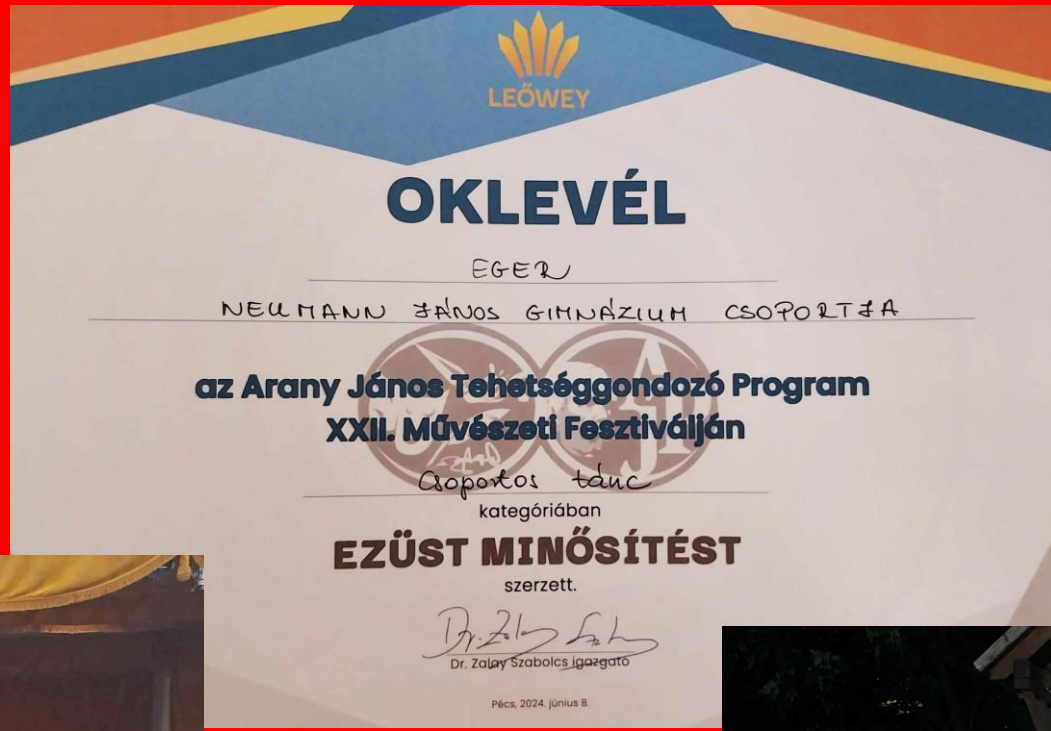 LEŐWEY
OKLEVÉL
EGER
NEUMANN JÁNOS GIMNÁZIUM CSOPORTJA
az Arany János Tehetséggondozó Program
XXII. Művészeti Fesztiválján
Csoportos tánc
kategóriában
EZÜST MINŐSÍTÉST
szerzett.
Dr. Zalay Szabolcs igazgató
Pécs, 2024. június 8.